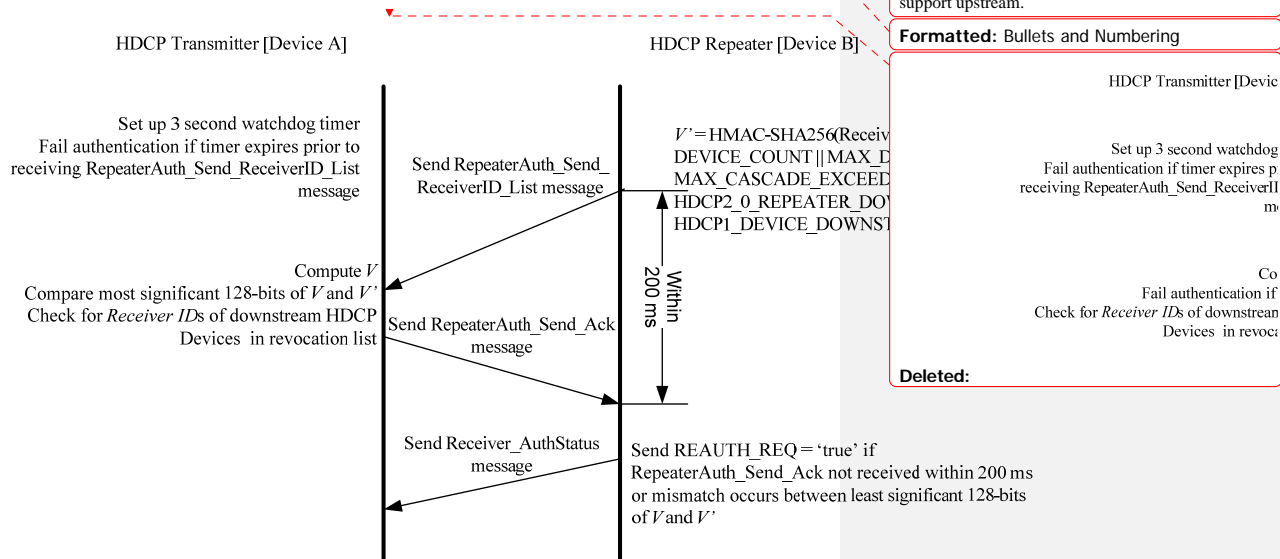 support upstream.
Formatted: Bullets and Numbering
HDCP Transmitter [Device A]
HDCP Repeater [Device B]
Set up 3 second watchdog timer
Fail authentication if timer expires prior to
receiving RepeaterAuth_Send_ReceiverID_List
message
Send RepeaterAuth_Send_
ReceiverID_List message
V’ = HMAC-SHA256(Receiv
DEVICE_COUNT || MAX_D
MAX_CASCADE_EXCEED
HDCP2_0_REPEATER_DOW
HDCP1_DEVICE_DOWNST
Within
200 ms
Compute V
Compare most significant 128-bits of V and V’
Check for Receiver IDs of downstream HDCP
Devices in revocation list
Send RepeaterAuth_Send_Ack
message
Send Receiver_AuthStatus
message
Send REAUTH_REQ = ‘true’ if
RepeaterAuth_Send_Ack not received within 200 ms
or mismatch occurs between least significant 128-bits
of V and V’
HDCP Transmitter [Devic
Set up 3 second watchdog
Fail authentication if timer expires p
receiving RepeaterAuth_Send_ReceiverI
me
Co
Fail authentication if
Check for Receiver IDs of downstrean
Devices in revoca
Deleted: